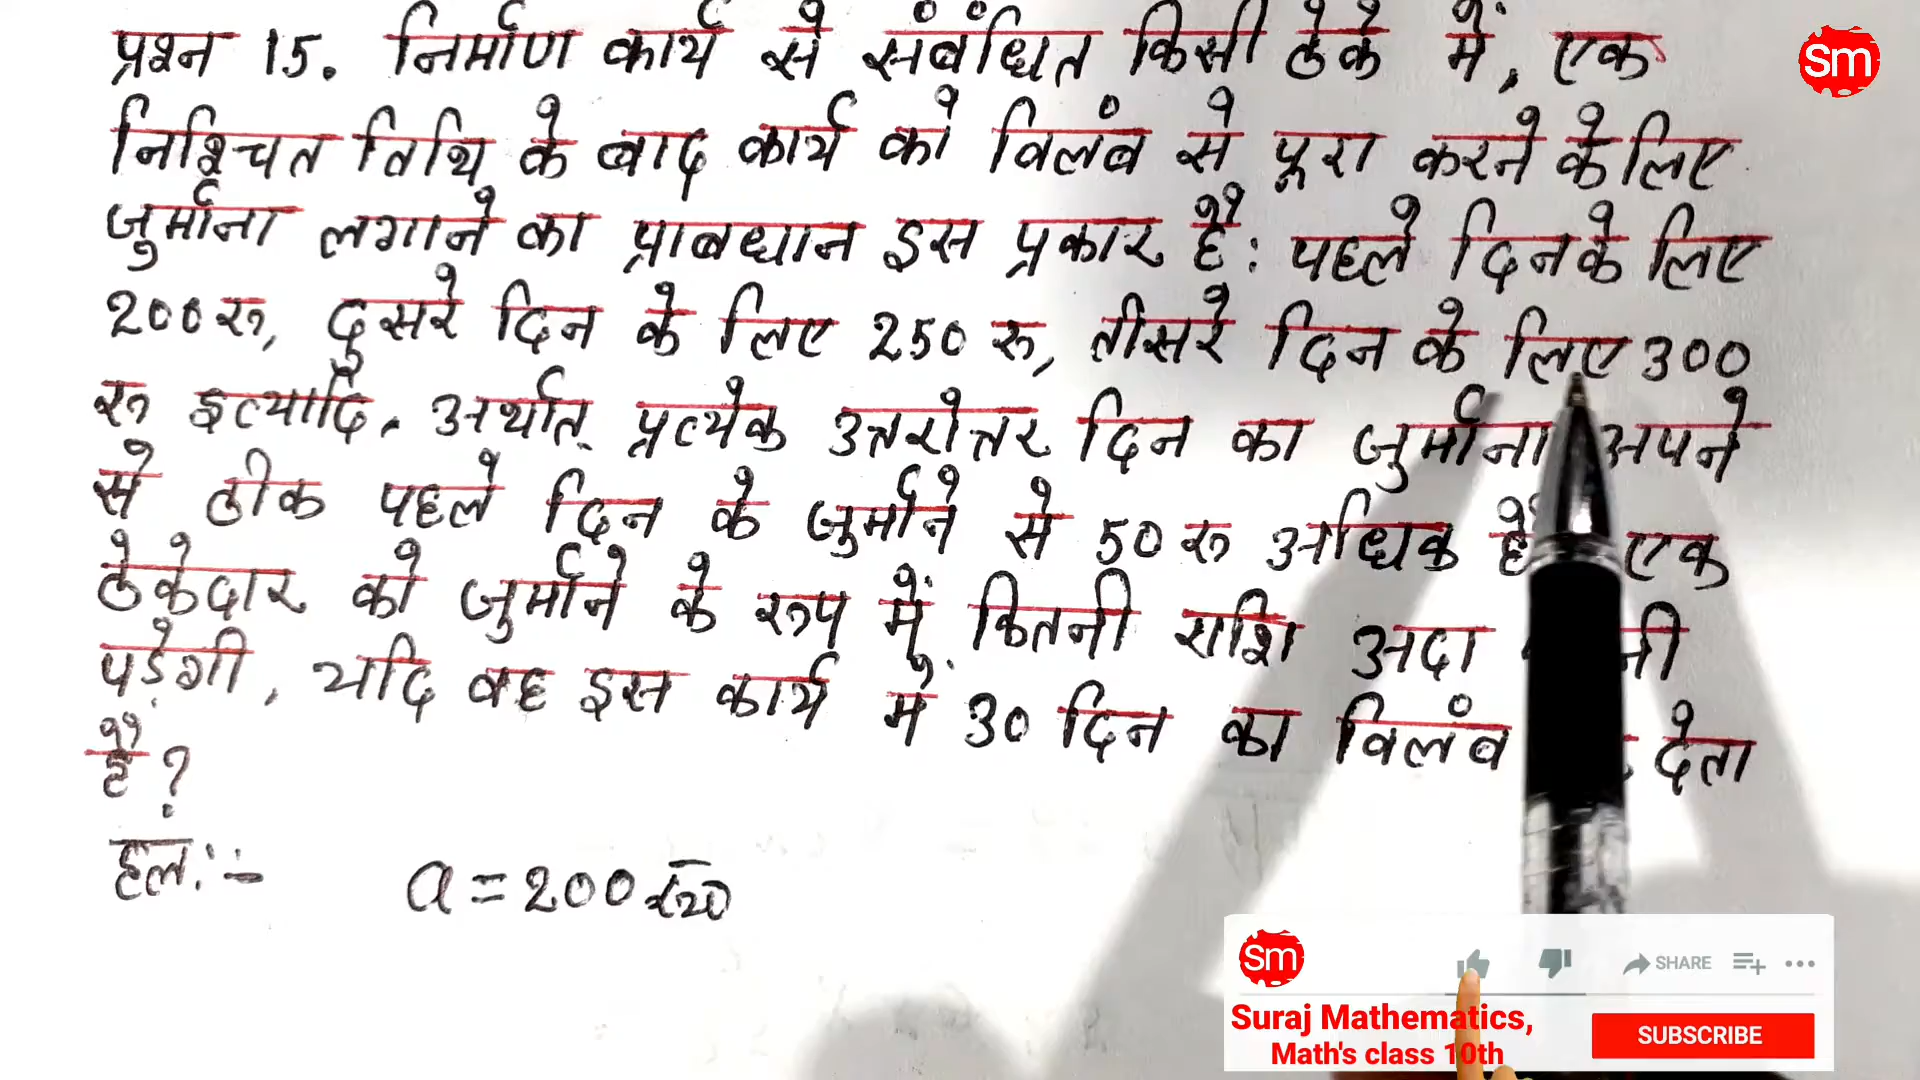 प्रश्न 15. निर्माण कार्य से संबंधित किसी ठेके में, एक
निश्चित तिथि के बाद कार्य को विलंब से पूरा करने के लिए
जुर्माना लगाने का प्राबधान इस प्रकार है: पहले दिन के लिए
200 रु, दुसरे दिन के लिए 250 रु, तीसरे दिन के लिए 300
रु इत्यादि, अर्थात् प्रत्येक उत्तरोत्तर दिन का जुर्माना अपने
से ठीक पहले दिन के जुर्माने से 50 रु अधिक है एक
ठेकेदार को जुर्माने के रूप में कितनी राशि अदा
पड़ेगी, यदि वह इस कार्य में 30 दिन का विलंब देता
है?
हल:-
a = 200
Sm
Sm
SHARE
Suraj Mathematics,
Math's class 10th
SUBSCRIBE